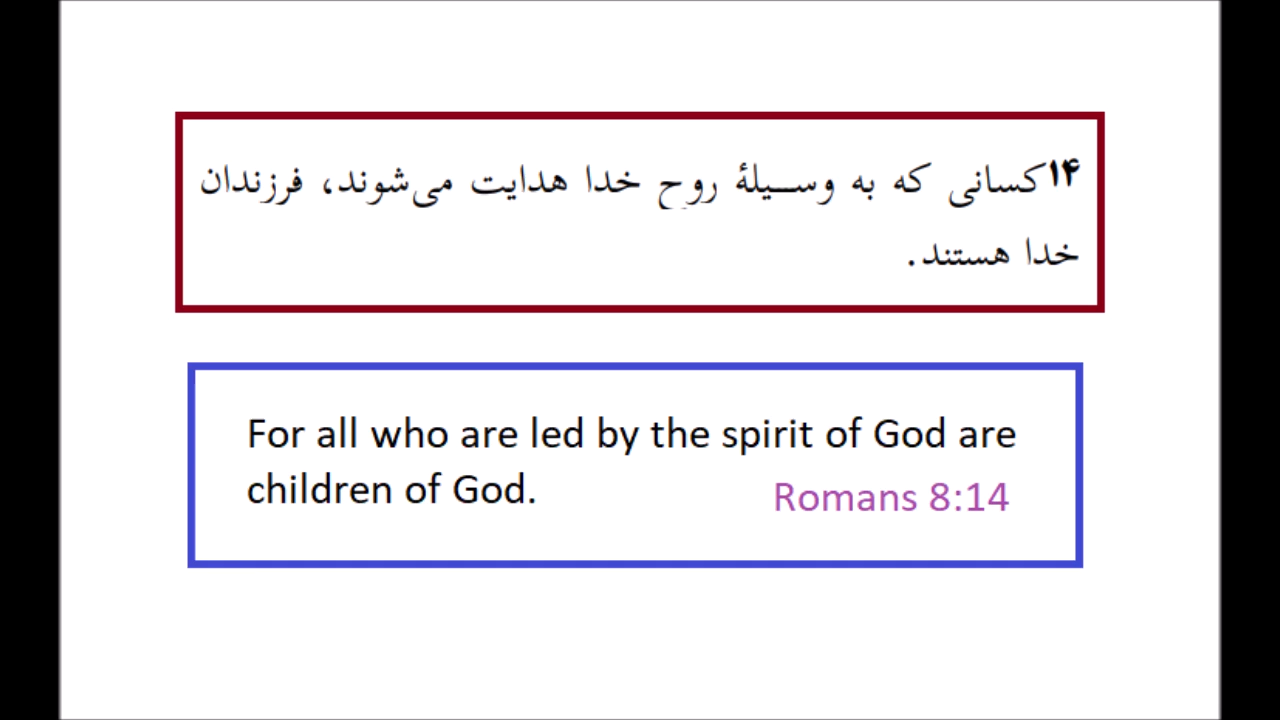 ۱۴کسانی که به وسـیلهٔ روح خدا هدایت می‌شوند، فرزندان
خدا هستند.
For all who are led by the spirit of God are
children of God.
Romans 8:14